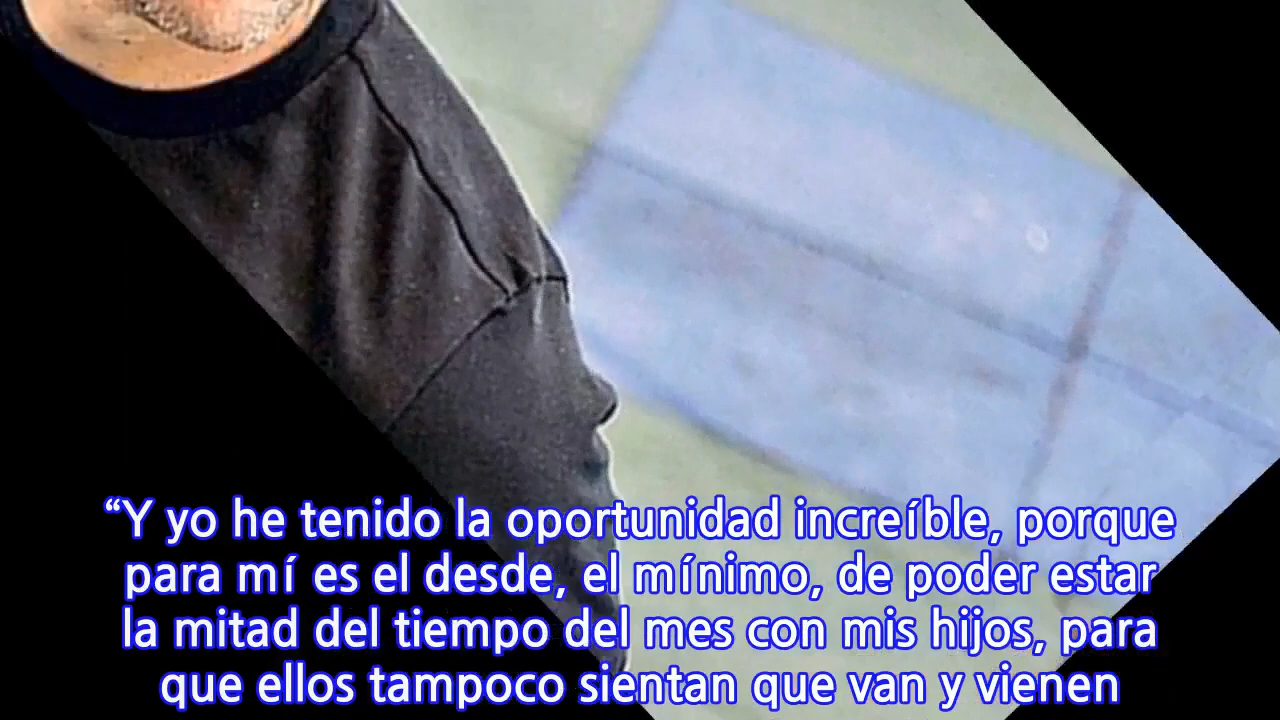 “Y yo he tenido la oportunidad increíble, porque
para mí es el desde, el mínimo, de poder estar
la mitad del tiempo del mes con mis hijos, para
que ellos tampoco sientan que van y vienen